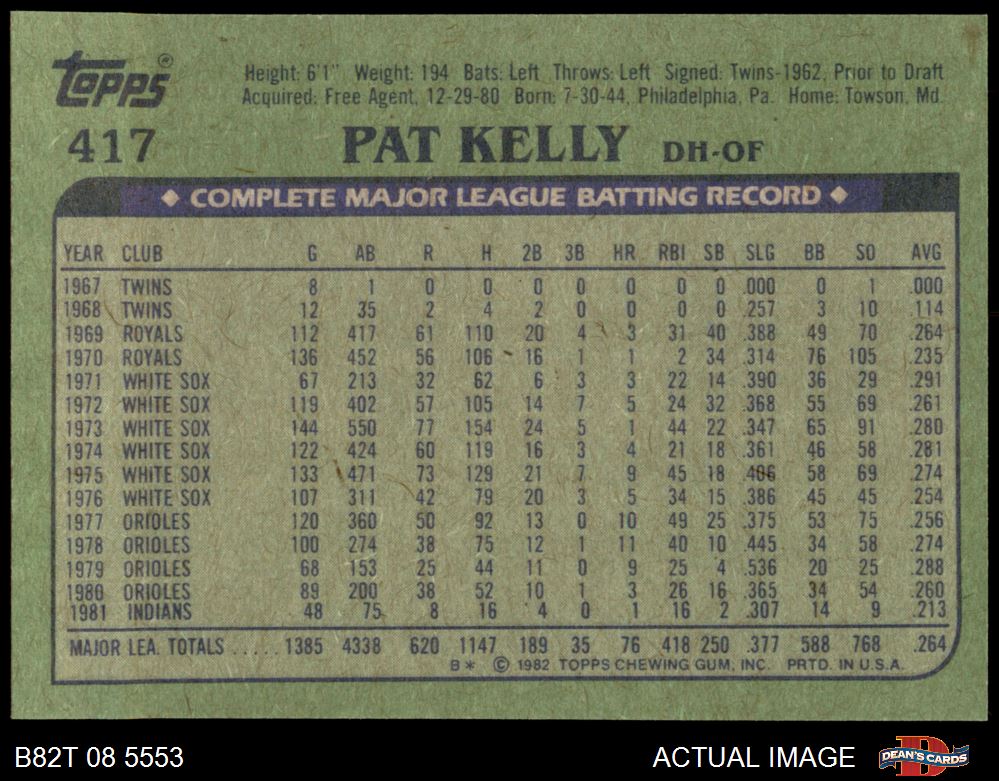 topps®
Height: 6'1" Weight: 194 Bats: Left Throws: Left Signed: Twins-1962, Prior to Draft
Acquired: Free Agent, 12-29-80 Born: 7-30-44, Philadelphia, Pa. Home: Towson, Md.
417 PAT KELLY DH-OF
◆ COMPLETE MAJOR LEAGUE BATTING RECORD ◆
YEAR CLUB G AB R H 2B 3B HR RBI SB SLG BB SO AVG
1967 TWINS 8 1 0 0 0 0 0 0 0 .000 0 1 .000
1968 TWINS 12 35 2 4 2 0 0 0 0 .257 3 10 .114
1969 ROYALS 112 417 61 110 20 4 3 31 40 .388 49 70 .264
1970 ROYALS 136 452 56 106 16 1 1 2 34 .314 76 105 .235
1971 WHITE SOX 67 213 32 62 6 3 3 22 14 .390 36 29 .291
1972 WHITE SOX 119 402 57 105 14 7 5 24 32 .368 55 69 .261
1973 WHITE SOX 144 550 77 154 24 5 1 44 22 .347 65 91 .280
1974 WHITE SOX 122 424 60 119 16 3 4 21 18 .361 46 58 .281
1975 WHITE SOX 133 471 73 129 21 7 9 45 18 .406 58 69 .274
1976 WHITE SOX 107 311 42 79 20 3 5 34 15 .386 45 45 .254
1977 ORIOLES 120 360 50 92 13 0 10 49 25 .375 53 75 .256
1978 ORIOLES 100 274 38 75 12 1 11 40 10 .445 34 58 .274
1979 ORIOLES 68 153 25 44 11 0 9 25 4 .536 20 25 .288
1980 ORIOLES 89 200 38 52 10 1 3 26 16 .365 34 54 .260
1981 INDIANS 48 75 8 16 4 0 1 16 2 .307 14 9 .213
MAJOR LEA. TOTALS ..... 1385 4338 620 1147 189 35 76 418 250 .377 588 768 .264
B* © 1982 TOPPS CHEWING GUM, INC. PRTD. IN U.S.A.
B82T 08 5553 ACTUAL IMAGE DEAN'S CARDS